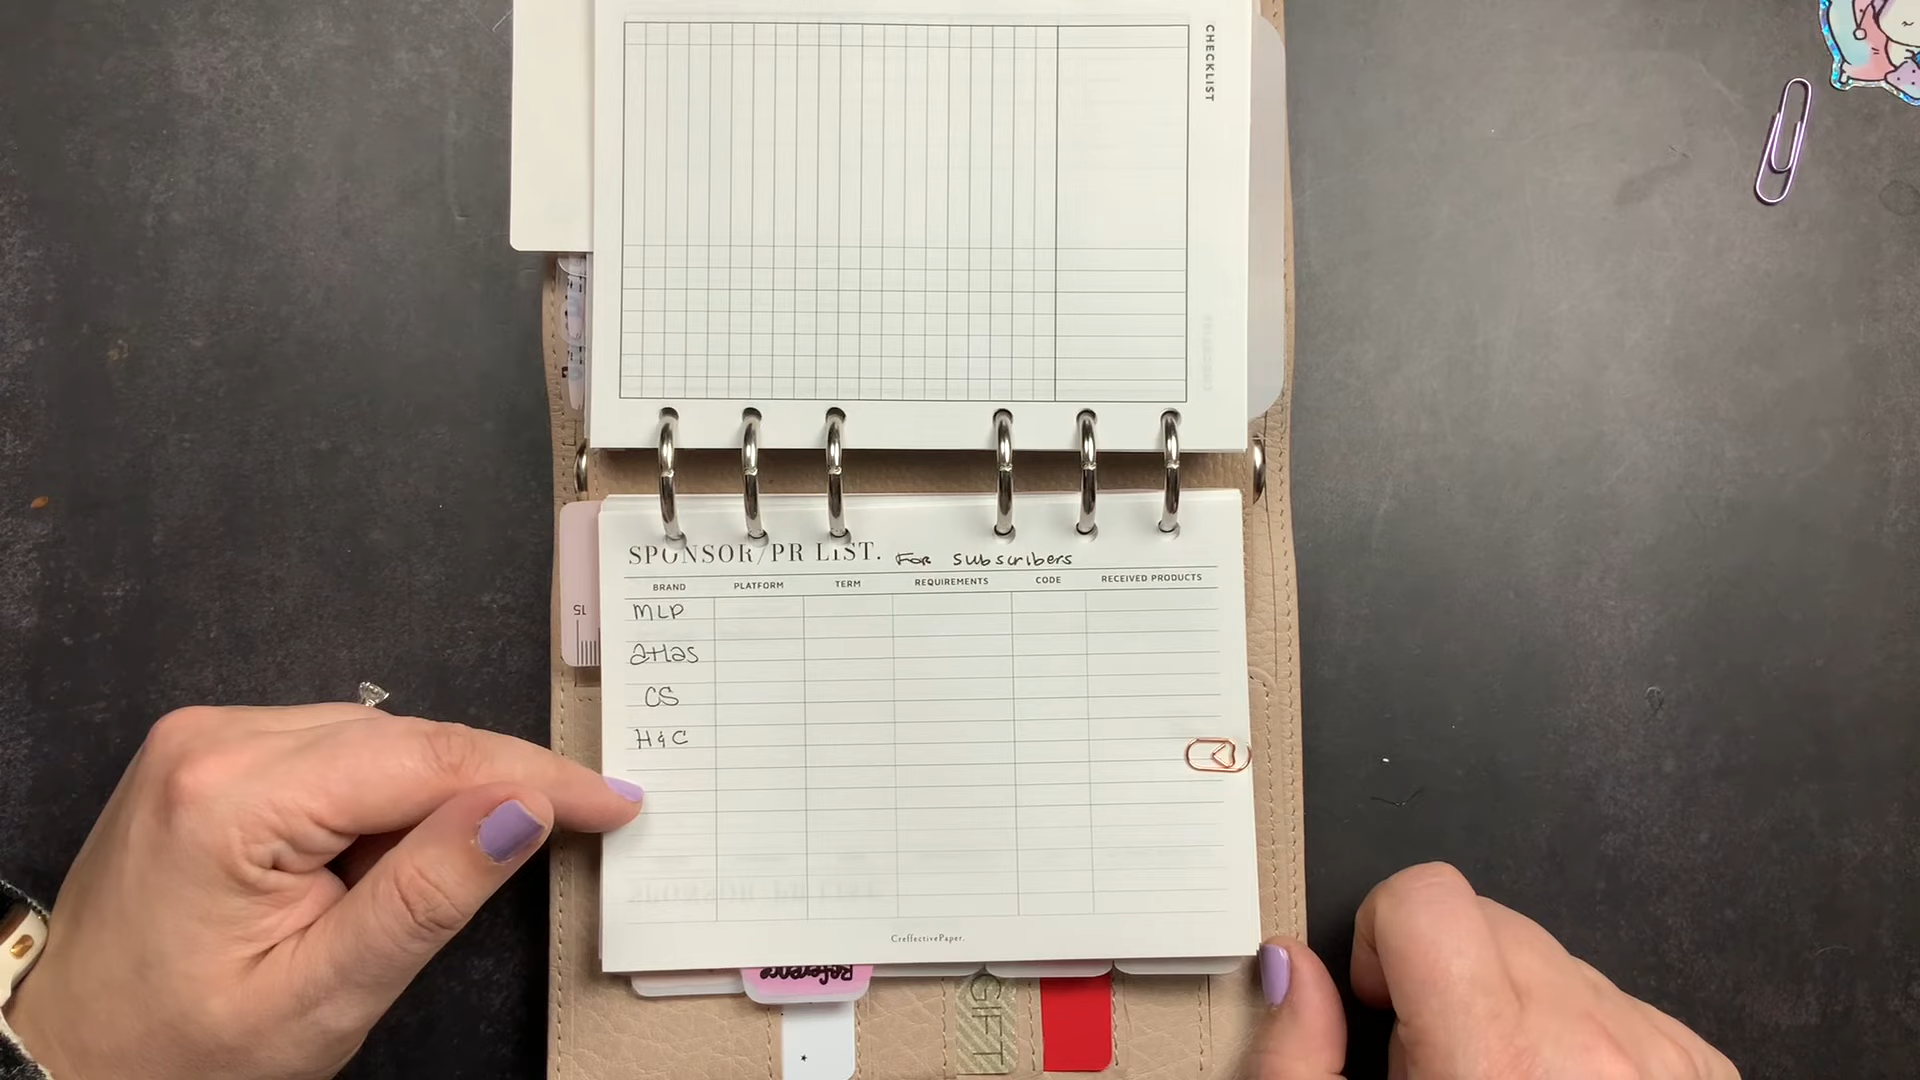 CHECKLIST
15
SPONSOR/PR LIST. FOR Subscribers
BRAND PLATFORM TERM REQUIREMENTS CODE RECEIVED PRODUCTS
MLP
atlas
CS
H & C
CreffectivePaper.
Reference
GIFT